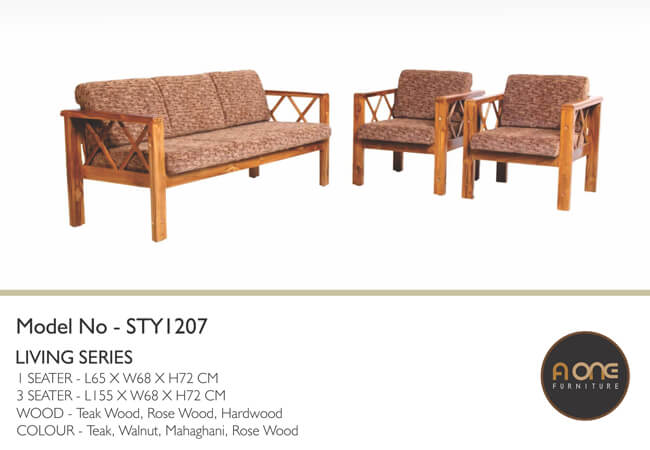 Model No - STY1207
LIVING SERIES
1 SEATER - L65 X W68 X H72 CM
3 SEATER - L155 X W68 X H72 CM
WOOD - Teak Wood, Rose Wood, Hardwood
COLOUR - Teak, Walnut, Mahaghani, Rose Wood
A ONE
FURNITURE